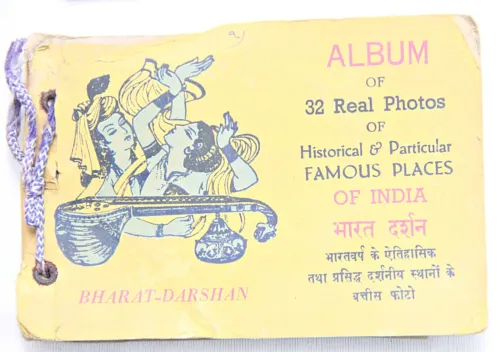 ALBUM
OF
32 Real Photos
OF
Historical & Particular
FAMOUS PLACES
OF INDIA
भारत दर्शन
भारतवर्ष के ऐतिहासिक
तथा प्रसिद्ध दर्शनीय स्थानों के
बत्तीस फोटो
BHARAT-DARSHAN